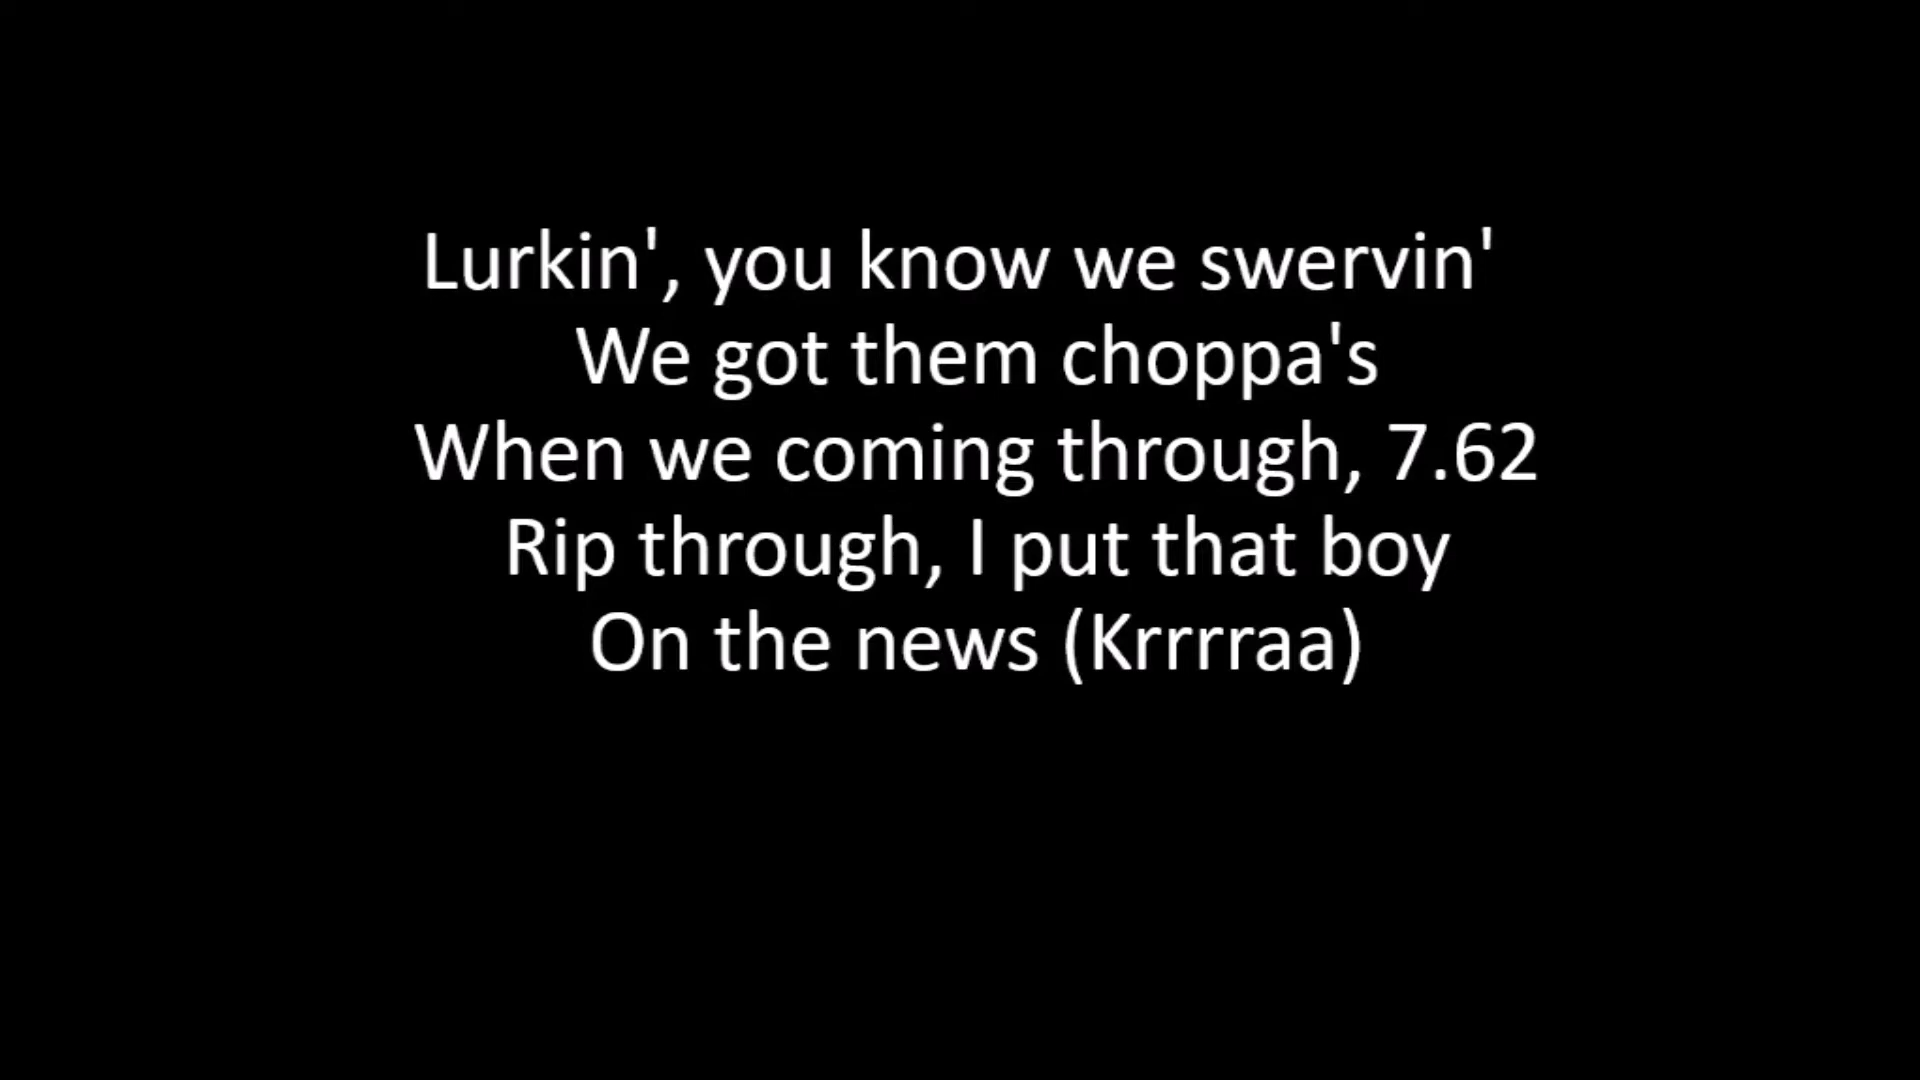 Lurkin', you know we swervin'
We got them choppa's
When we coming through, 7.62
Rip through, I put that boy
On the news (Krrrraa)